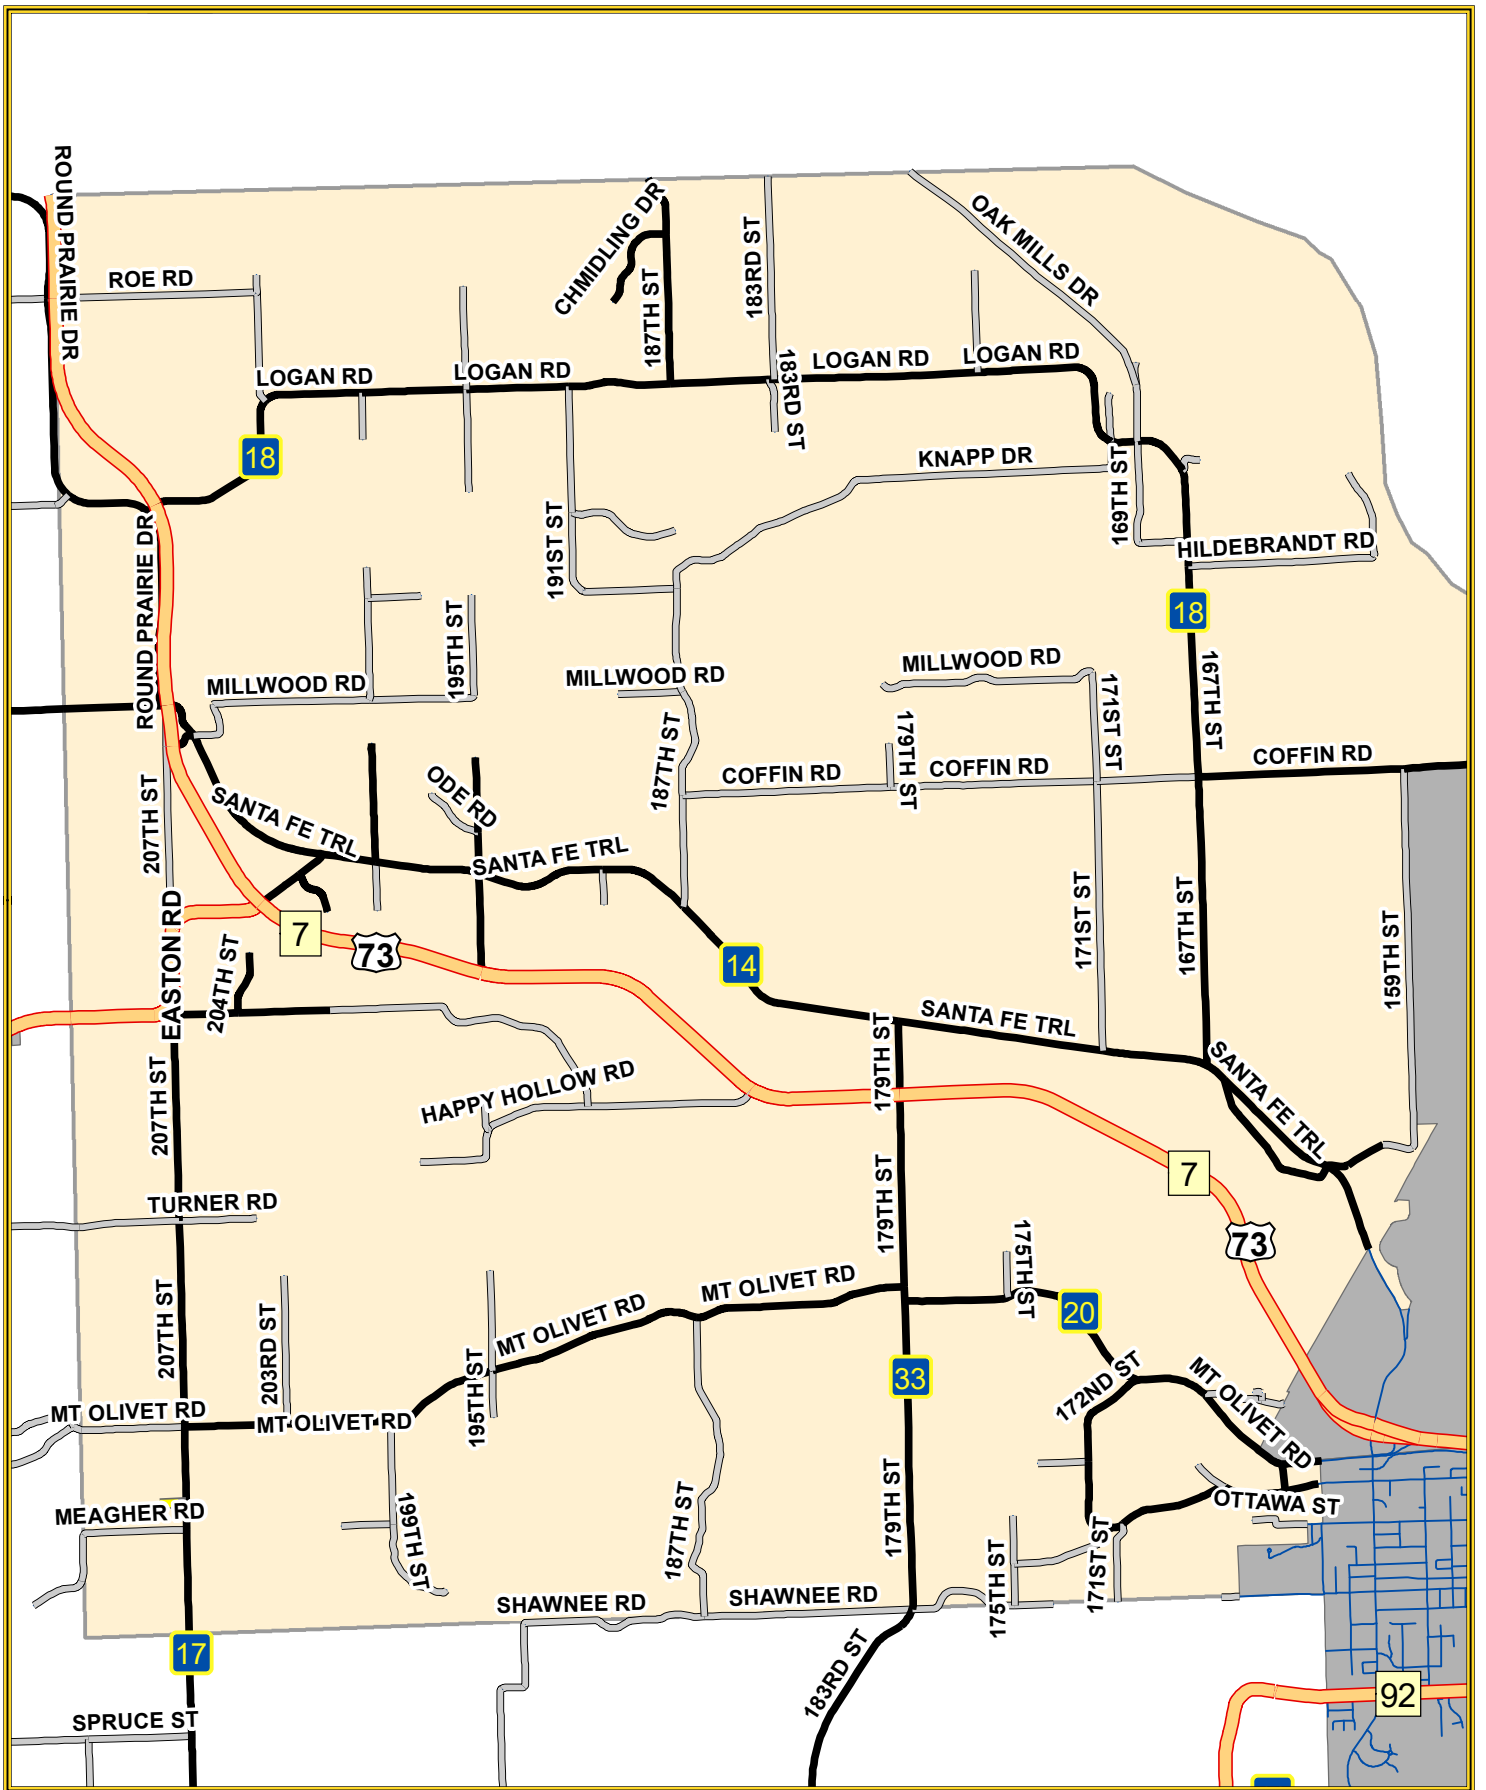 ROUND PRAIRIE DR
ROE RD
CHMIDLING DR
187TH ST
183RD ST
OAK MILLS DR
LOGAN RD
LOGAN RD
LOGAN RD
LOGAN RD
183RD ST
18
KNAPP DR
169TH ST
191ST ST
ROUND PRAIRIE DR
HILDEBRANDT RD
18
195TH ST
MILLWOOD RD
MILLWOOD RD
MILLWOOD RD
171ST ST
167TH ST
187TH ST
179TH ST
COFFIN RD
COFFIN RD
COFFIN RD
207TH ST
SANTA FE TRL
ODE RD
SANTA FE TRL
EASTON RD
204TH ST
7
73
14
171ST ST
167TH ST
159TH ST
SANTA FE TRL
179TH ST
SANTA FE TRL
207TH ST
HAPPY HOLLOW RD
179TH ST
7
73
TURNER RD
175TH ST
207TH ST
203RD ST
MT OLIVET RD
MT OLIVET RD
20
195TH ST
33
172ND ST
MT OLIVET RD
MT OLIVET RD
MT OLIVET RD
MEAGHER RD
199TH ST
187TH ST
179TH ST
OTTAWA ST
175TH ST
171ST ST
SHAWNEE RD
SHAWNEE RD
17
183RD ST
SPRUCE ST
92